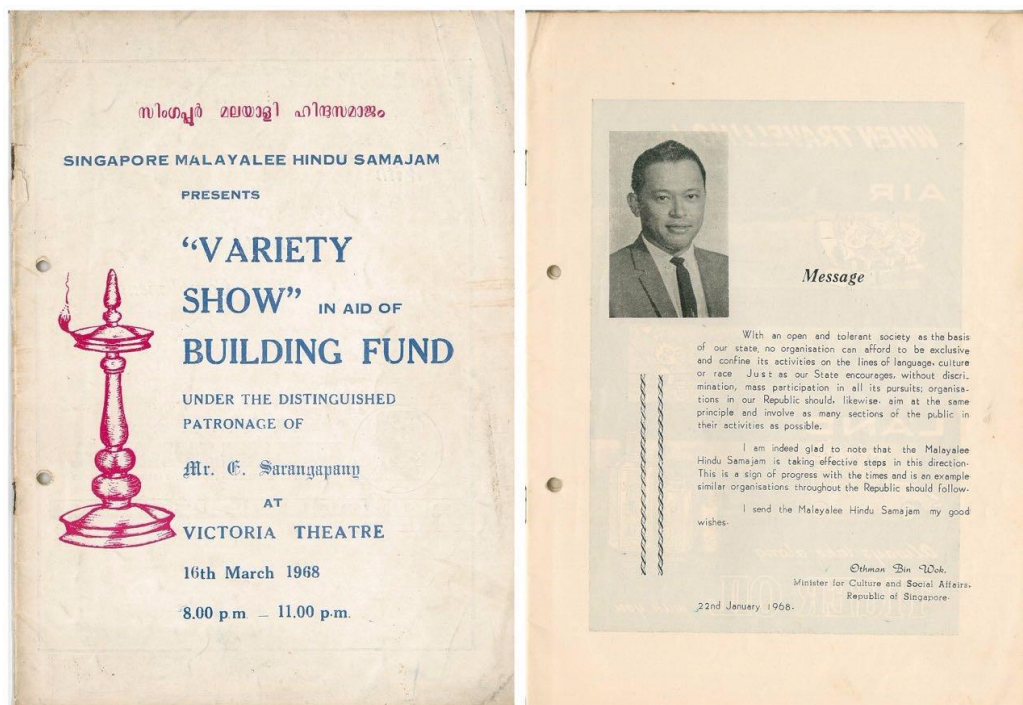 സിംഗപ്പൂർ മലയാളി ഹിന്ദുസമാജം
SINGAPORE MALAYALEE HINDU SAMAJAM
PRESENTS
“VARIETY
SHOW” IN AID OF
BUILDING FUND
UNDER THE DISTINGUISHED
PATRONAGE OF
Mr. G. Sarangapany
AT
VICTORIA THEATRE
16th March 1968
8.00 p.m. — 11.00 p.m.
Message
With an open and tolerant society as the basis
of our state, no organisation can afford to be exclusive
and confine its activities on the lines of language, culture
or race Just as our State encourages, without discri-
mination, mass participation in all its pursuits; organisa-
tions in our Republic should, likewise, aim at the same
principle and involve as many sections of the public in
their activities as possible.
I am indeed glad to note that the Malayalee
Hindu Samajam is taking effective steps in this direction.
This is a sign of progress with the times and is an example
similar organisations throughout the Republic should follow.
I send the Malayalee Hindu Samajam my good
wishes.
Othman Bin Wok,
Minister for Culture and Social Affairs,
Republic of Singapore.
22nd January 1968.